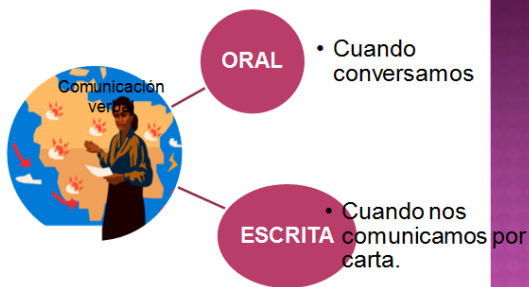 Comunicación
verbal
ORAL
• Cuando
conversamos
ESCRITA
• Cuando nos
comunicamos por
carta.